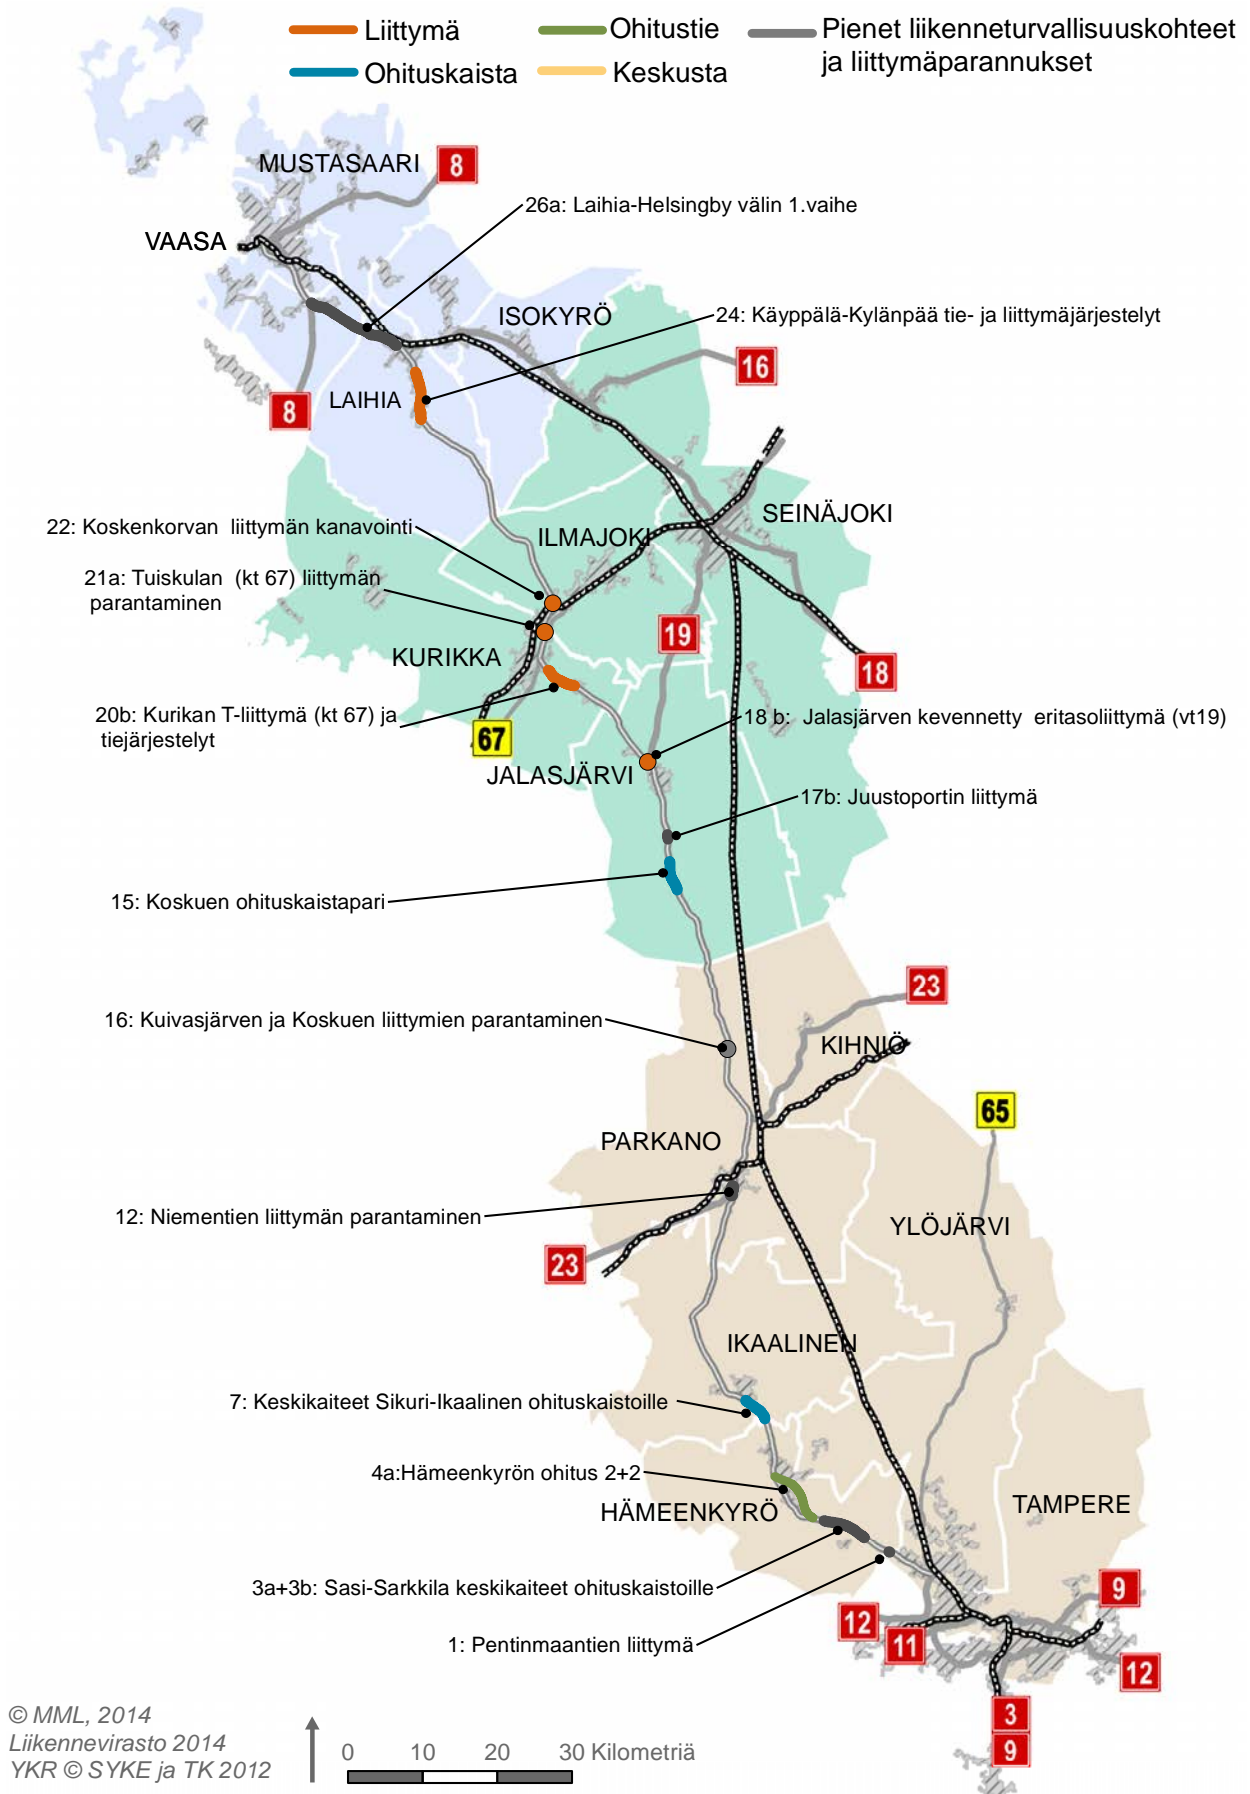 Liittymä
Ohitustie
Pienet liikenneturvallisuuskohteet
ja liittymäparannukset
Ohituskaista
Keskusta
MUSTASAARI
8
26a: Laihia-Helsingby välin 1.vaihe
VAASA
ISOKYRÖ
24: Käyppälä-Kylänpää tie- ja liittymäjärjestelyt
16
LAIHIA
8
SEINÄJOKI
22: Koskenkorvan liittymän kanavointi
ILMAJOKI
21a: Tuiskulan (kt 67) liittymän
parantaminen
19
KURIKKA
18
20b: Kurikan T-liittymä (kt 67) ja
tiejärjestelyt
67
18 b: Jalasjärven kevennetty eritasoliittymä (vt19)
JALASJÄRVI
17b: Juustoportin liittymä
15: Koskuen ohituskaistapari
23
16: Kuivasjärven ja Koskuen liittymien parantaminen
KIHNIÖ
65
PARKANO
12: Niementien liittymän parantaminen
YLÖJÄRVI
23
IKAALINEN
7: Keskikaiteet Sikuri-Ikaalinen ohituskaistoille
4a:Hämeenkyrön ohitus 2+2
HÄMEENKYRÖ
TAMPERE
3a+3b: Sasi-Sarkkila keskikaiteet ohituskaistoille
9
12
11
1: Pentinmaantien liittymä
12
3
9
© MML, 2014
Liikennevirasto 2014
YKR © SYKE ja TK 2012
0 10 20 30 Kilometriä